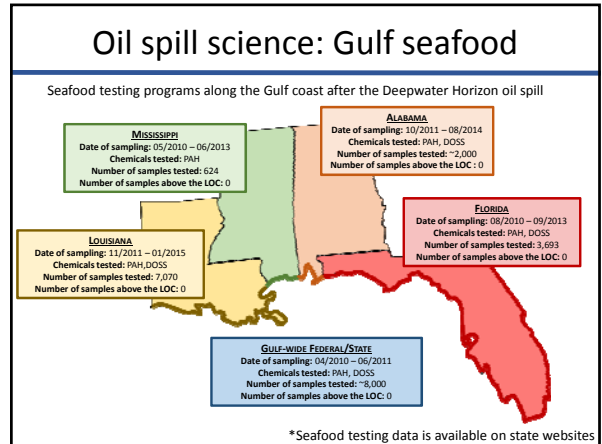 Oil spill science: Gulf seafood
Seafood testing programs along the Gulf coast after the Deepwater Horizon oil spill
MISSISSIPPI
Date of sampling: 05/2010 – 06/2013
Chemicals tested: PAH
Number of samples tested: 624
Number of samples above the LOC: 0
ALABAMA
Date of sampling: 10/2011 – 08/2014
Chemicals tested: PAH, DOSS
Number of samples tested: ~2,000
Number of samples above the LOC : 0
FLORIDA
Date of sampling: 08/2010 – 09/2013
Chemicals tested: PAH, DOSS
Number of samples tested: 3,693
Number of samples above the LOC: 0
LOUISIANA
Date of sampling: 11/2011 – 01/2015
Chemicals tested: PAH,DOSS
Number of samples tested: 7,070
Number of samples above the LOC: 0
GULF-WIDE FEDERAL/STATE
Date of sampling: 04/2010 – 06/2011
Chemicals tested: PAH, DOSS
Number of samples tested: ~8,000
Number of samples above the LOC: 0
*Seafood testing data is available on state websites